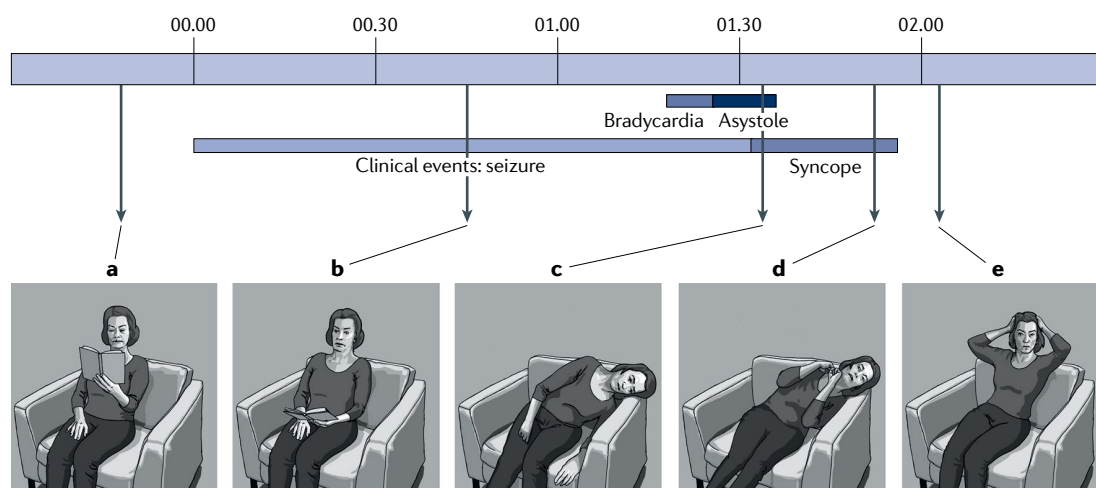 00.00 00.30 01.00 01.30 02.00
Bradycardia Asystole
Clinical events: seizure Syncope
a b c d e